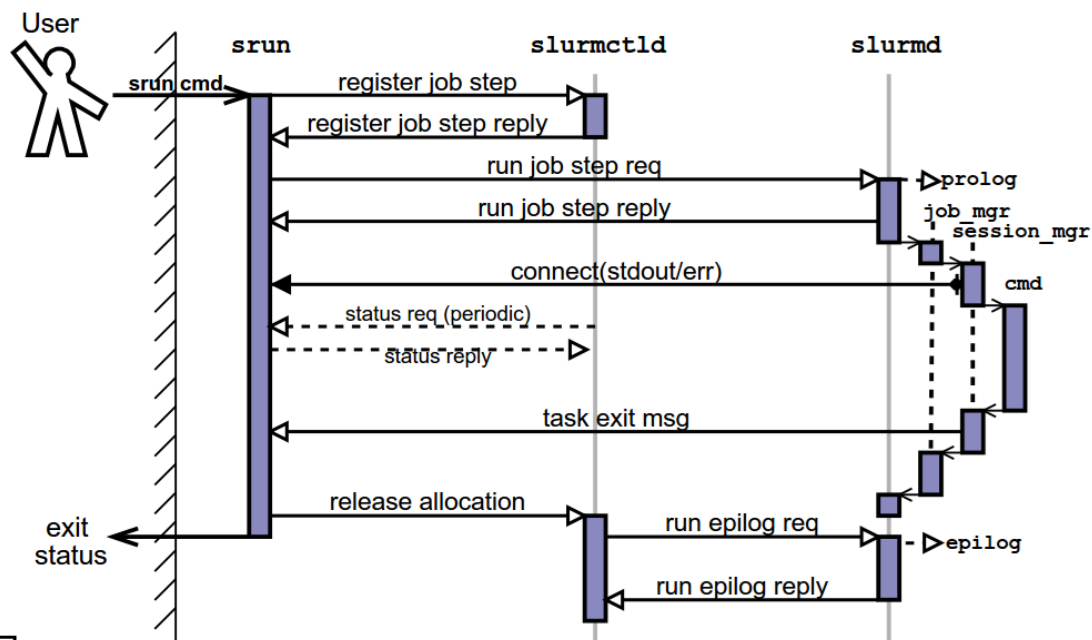 User
srun
slurmctld
slurmd
srun cmd
register job step
register job step reply
run job step req
prolog
run job step reply
job_mgr
session_mgr
connect(stdout/err)
cmd
status req (periodic)
status reply
task exit msg
release allocation
run epilog req
exit
status
epilog
run epilog reply